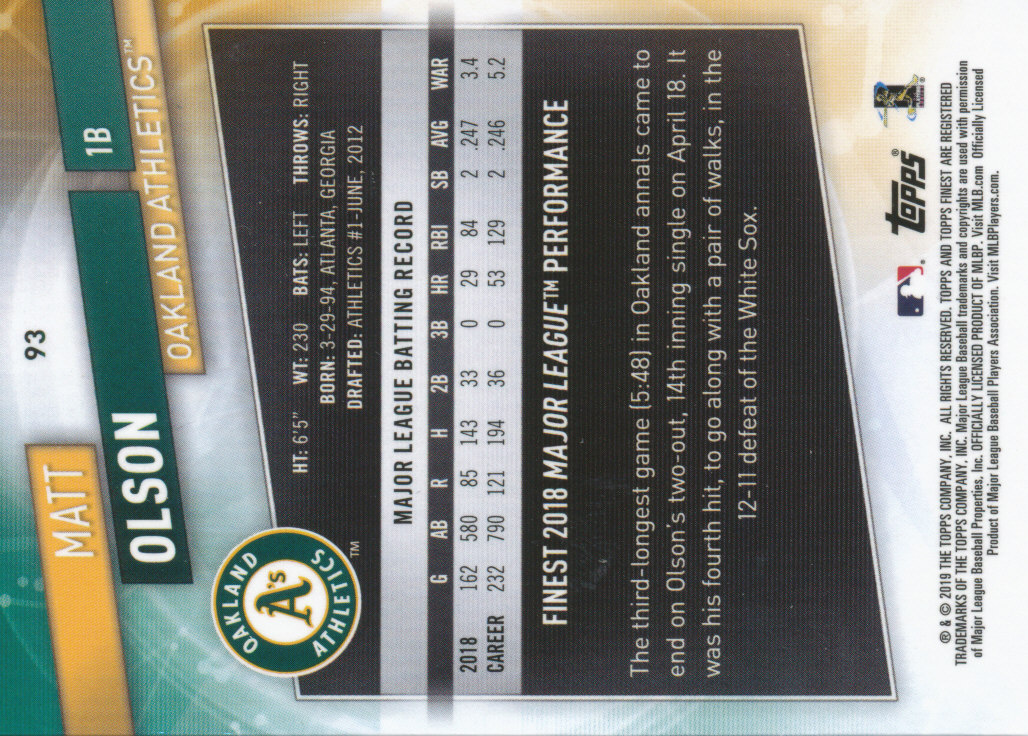 93
MATT
OLSON
1B
OAKLAND ATHLETICS™
OAKLAND
A's
ATHLETICS
™
HT: 6'5" WT: 230 BATS: LEFT THROWS: RIGHT
BORN: 3-29-94, ATLANTA, GEORGIA
DRAFTED: ATHLETICS #1-JUNE, 2012
MAJOR LEAGUE BATTING RECORD
G AB R H 2B 3B HR RBI SB AVG WAR
2018 162 580 85 143 33 0 29 84 2 .247 3.4
CAREER 232 790 121 194 36 0 53 129 2 .246 5.2
FINEST 2018 MAJOR LEAGUE™ PERFORMANCE
The third-longest game (5:48) in Oakland annals came to
end on Olson's two-out, 14th inning single on April 18. It
was his fourth hit, to go along with a pair of walks, in the
12–11 defeat of the White Sox.
topps®
® & © 2019 THE TOPPS COMPANY, INC. ALL RIGHTS RESERVED. TOPPS AND TOPPS FINEST ARE REGISTERED
TRADEMARKS OF THE TOPPS COMPANY, INC. Major League Baseball trademarks and copyrights are used with permission
of Major League Baseball Properties, Inc. OFFICIALLY LICENSED PRODUCT OF MLBP. Visit MLB.com Officially Licensed
Product of Major League Baseball Players Association. Visit MLBPlayers.com.